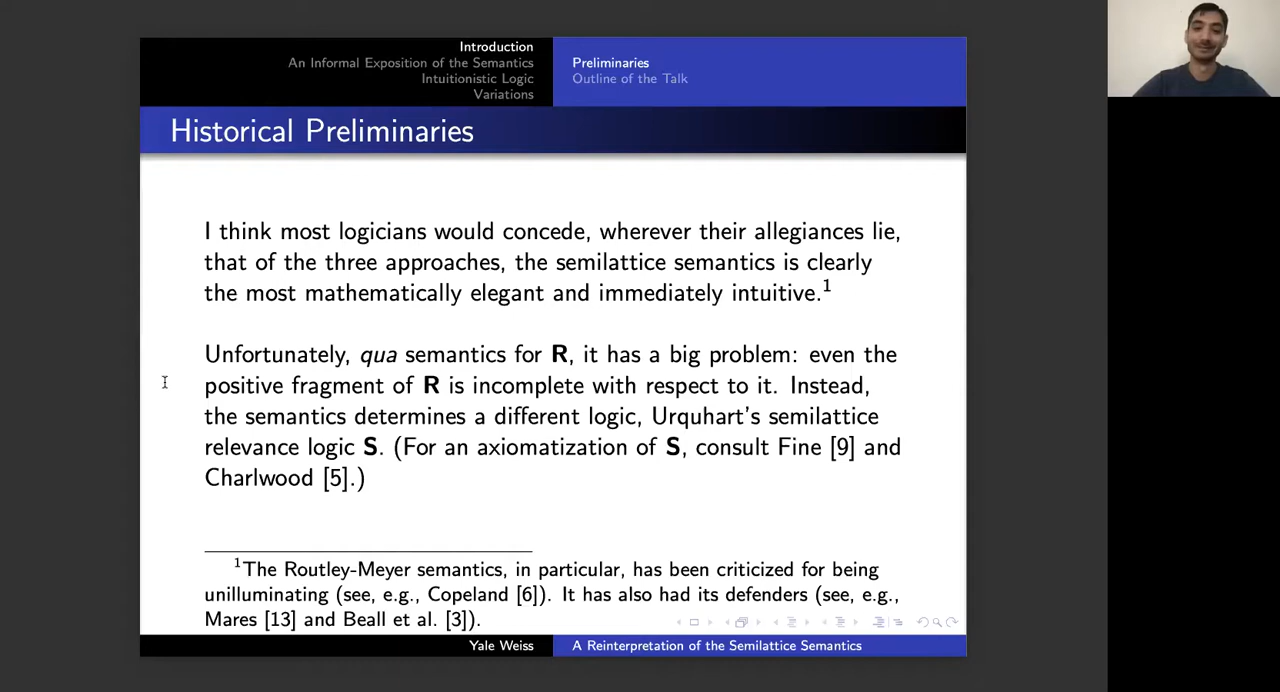 Introduction
An Informal Exposition of the Semantics
Intuitionistic Logic
Variations
Preliminaries
Outline of the Talk
Historical Preliminaries
I think most logicians would concede, wherever their allegiances lie,
that of the three approaches, the semilattice semantics is clearly
the most mathematically elegant and immediately intuitive.1
Unfortunately, qua semantics for R, it has a big problem: even the
positive fragment of R is incomplete with respect to it. Instead,
the semantics determines a different logic, Urquhart's semilattice
relevance logic S. (For an axiomatization of S, consult Fine [9] and
Charlwood [5].)
1The Routley-Meyer semantics, in particular, has been criticized for being
unilluminating (see, e.g., Copeland [6]). It has also had its defenders (see, e.g.,
Mares [13] and Beall et al. [3]).
Yale Weiss
A Reinterpretation of the Semilattice Semantics